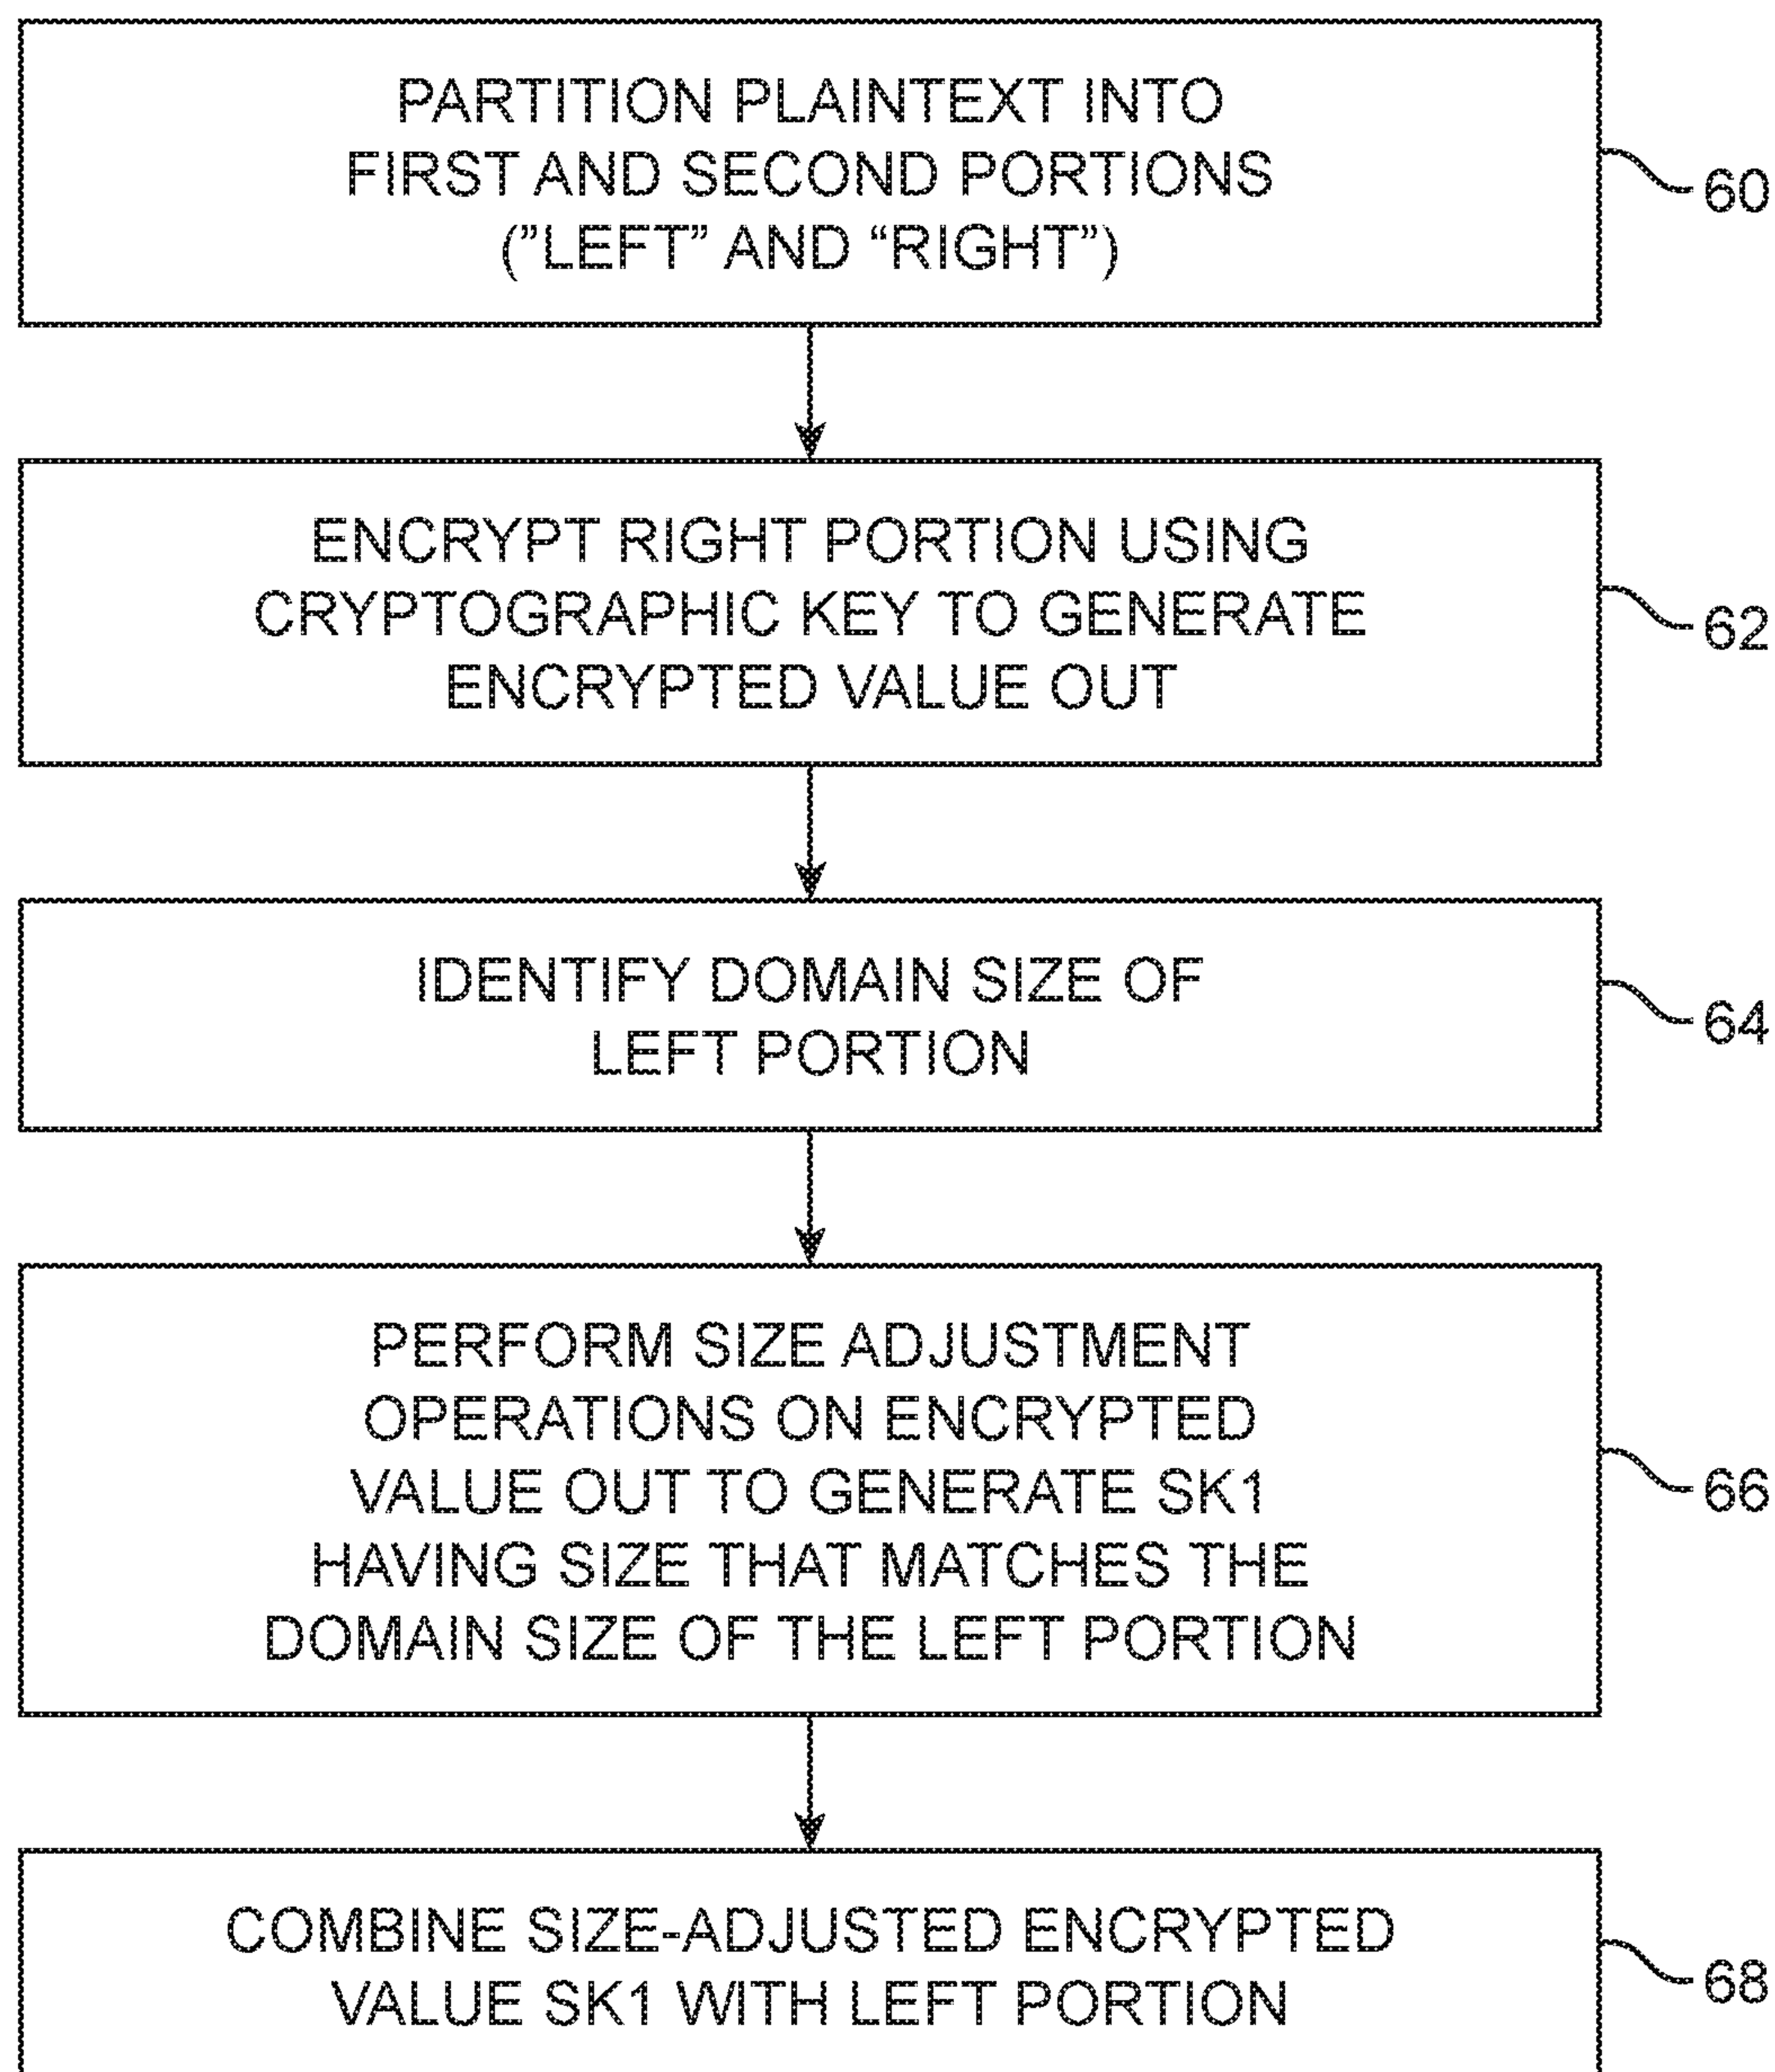 PARTITION PLAINTEXT INTO
FIRST AND SECOND PORTIONS
(”LEFT” AND “RIGHT”)
60
ENCRYPT RIGHT PORTION USING
CRYPTOGRAPHIC KEY TO GENERATE
ENCRYPTED VALUE OUT
62
IDENTIFY DOMAIN SIZE OF
LEFT PORTION
64
PERFORM SIZE ADJUSTMENT
OPERATIONS ON ENCRYPTED
VALUE OUT TO GENERATE SK1
HAVING SIZE THAT MATCHES THE
DOMAIN SIZE OF THE LEFT PORTION
66
COMBINE SIZE-ADJUSTED ENCRYPTED
VALUE SK1 WITH LEFT PORTION
68